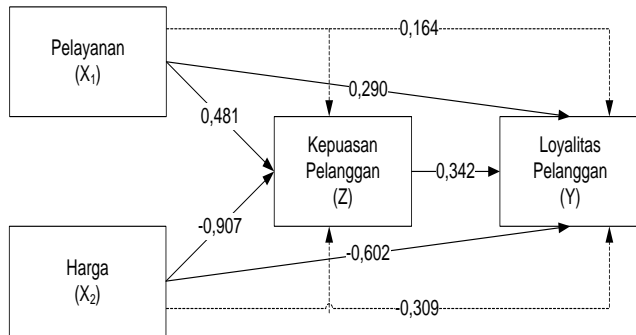 Pelayanan
(X₁)
0,164
0,290
0,481
Kepuasan
Pelanggan
(Z)
0,342
Loyalitas
Pelanggan
(Y)
-0,907
-0,602
Harga
(X₂)
-0,309